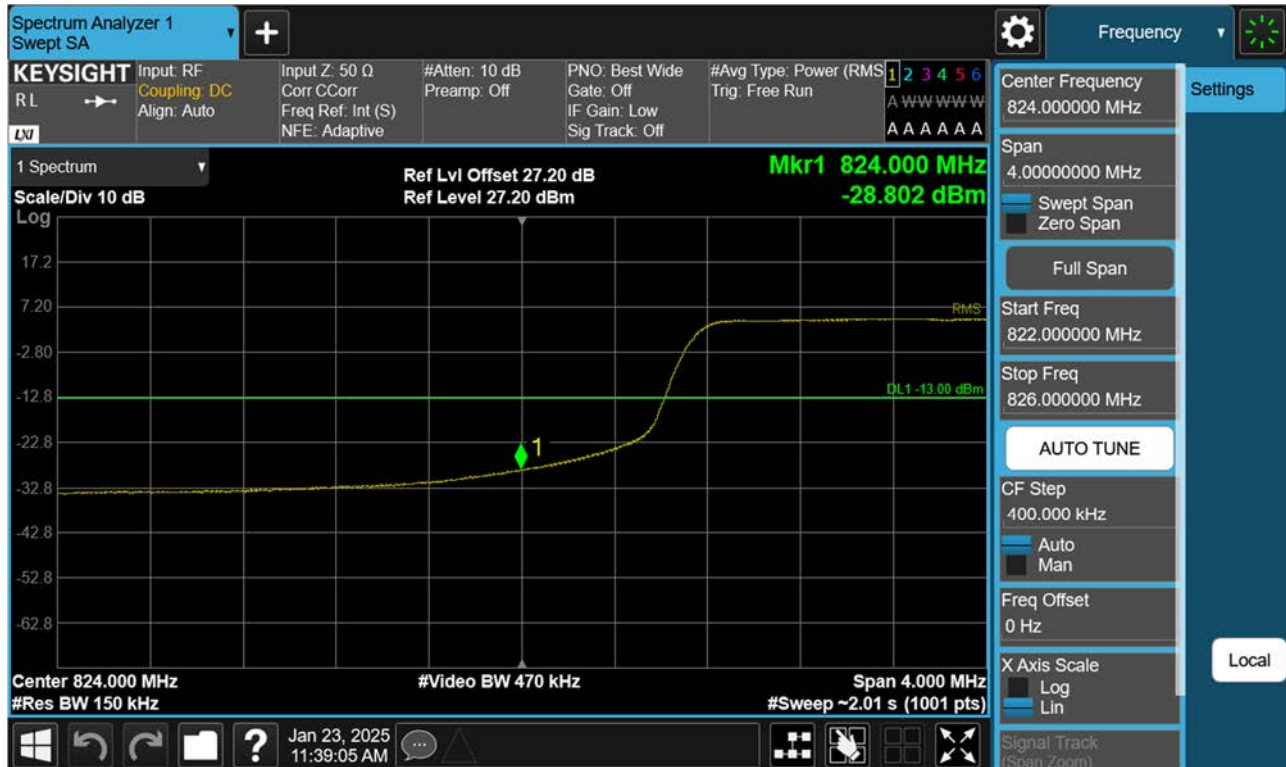 Spectrum Analyzer 1
Swept SA
Frequency
KEYSIGHT
RL
LXI
Input: RF
Coupling: DC
Align: Auto
Input Z: 50 Ω
Corr CCorr
Freq Ref: Int (S)
NFE: Adaptive
#Atten: 10 dB
Preamp: Off
PNO: Best Wide
Gate: Off
IF Gain: Low
Sig Track: Off
#Avg Type: Power (RMS
Trig: Free Run
1 2 3 4 5 6
A W W W W W
A A A A A A
1 Spectrum
Scale/Div 10 dB
Ref Lvl Offset 27.20 dB
Ref Level 27.20 dBm
Mkr1 824.000 MHz
-28.802 dBm
Log
17.2
7.20
-2.80
-12.8
-22.8
-32.8
-42.8
-52.8
-62.8
RMS
DL1 -13.00 dBm
1
Center 824.000 MHz
#Video BW 470 kHz
Span 4.000 MHz
#Res BW 150 kHz
#Sweep ~2.01 s (1001 pts)
Jan 23, 2025
11:39:05 AM
Center Frequency
824.000000 MHz
Settings
Span
4.00000000 MHz
Swept Span
Zero Span
Full Span
Start Freq
822.000000 MHz
Stop Freq
826.000000 MHz
AUTO TUNE
CF Step
400.000 kHz
Auto
Man
Freq Offset
0 Hz
X Axis Scale
Log
Lin
Local
Signal Track
(Span Zoom)